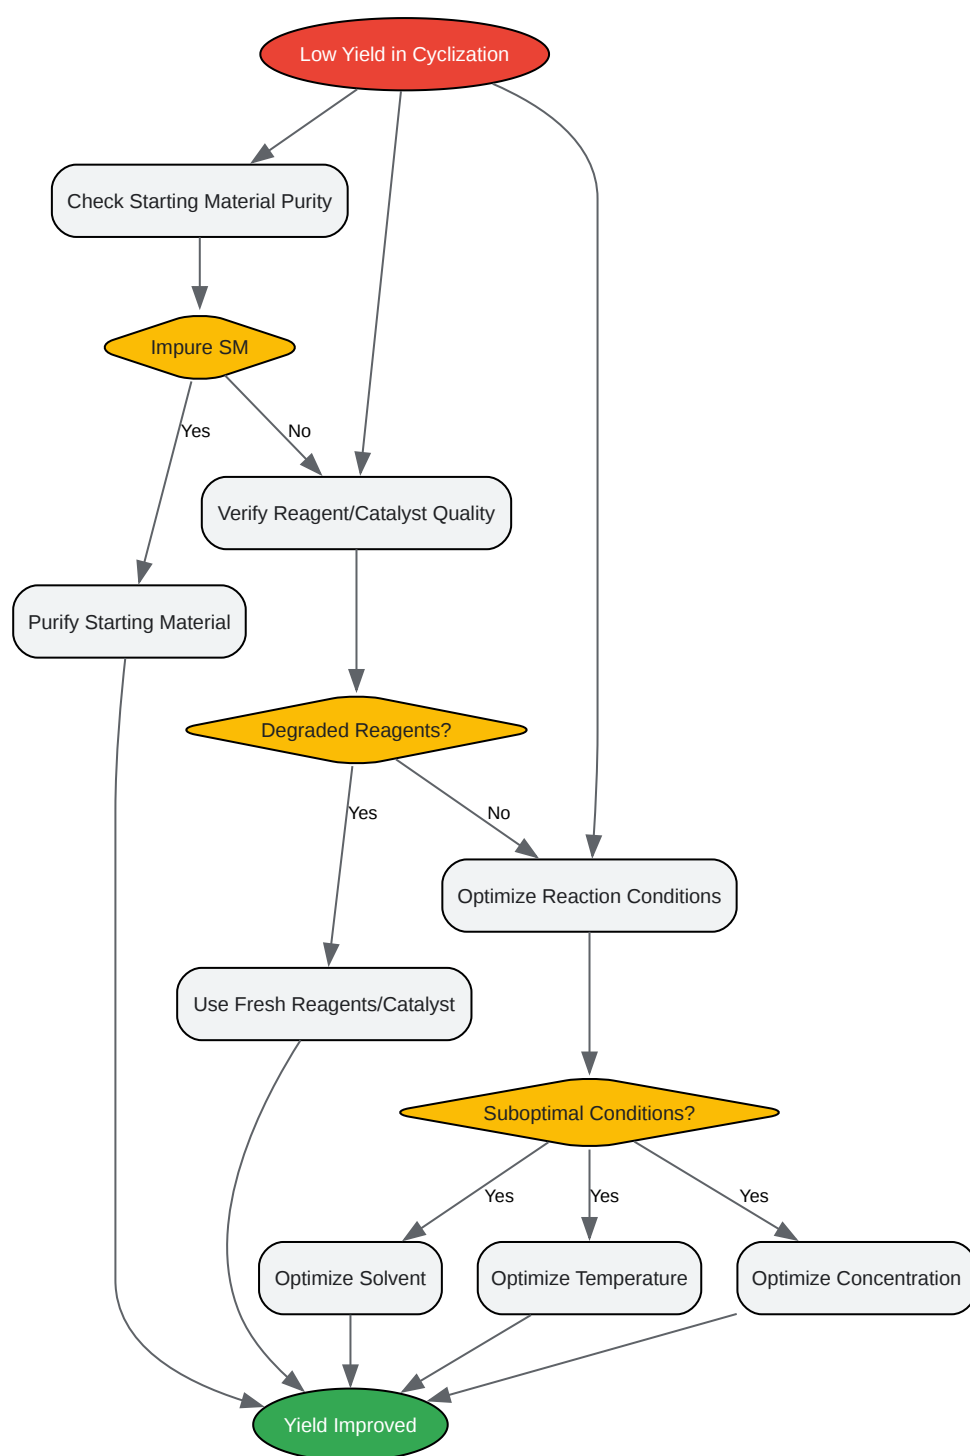 Low Yield in Cyclization
Check Starting Material Purity
Impure SM
Yes
No
Verify Reagent/Catalyst Quality
Purify Starting Material
Degraded Reagents?
Yes
No
Optimize Reaction Conditions
Use Fresh Reagents/Catalyst
Suboptimal Conditions?
Yes
Yes
Yes
Optimize Solvent
Optimize Temperature
Optimize Concentration
Yield Improved